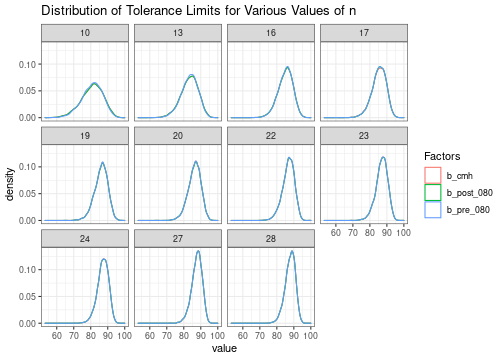 Distribution of Tolerance Limits for Various Values of n
10 13 16 17
0.10
0.05
0.00
19 20 22 23
0.10
0.05
0.00
60 70 80 90 100
24 27 28
0.10
0.05
0.00
60 70 80 90 100 60 70 80 90 100 60 70 80 90 100
density
value
Factors
b_cmh
b_post_080
b_pre_080